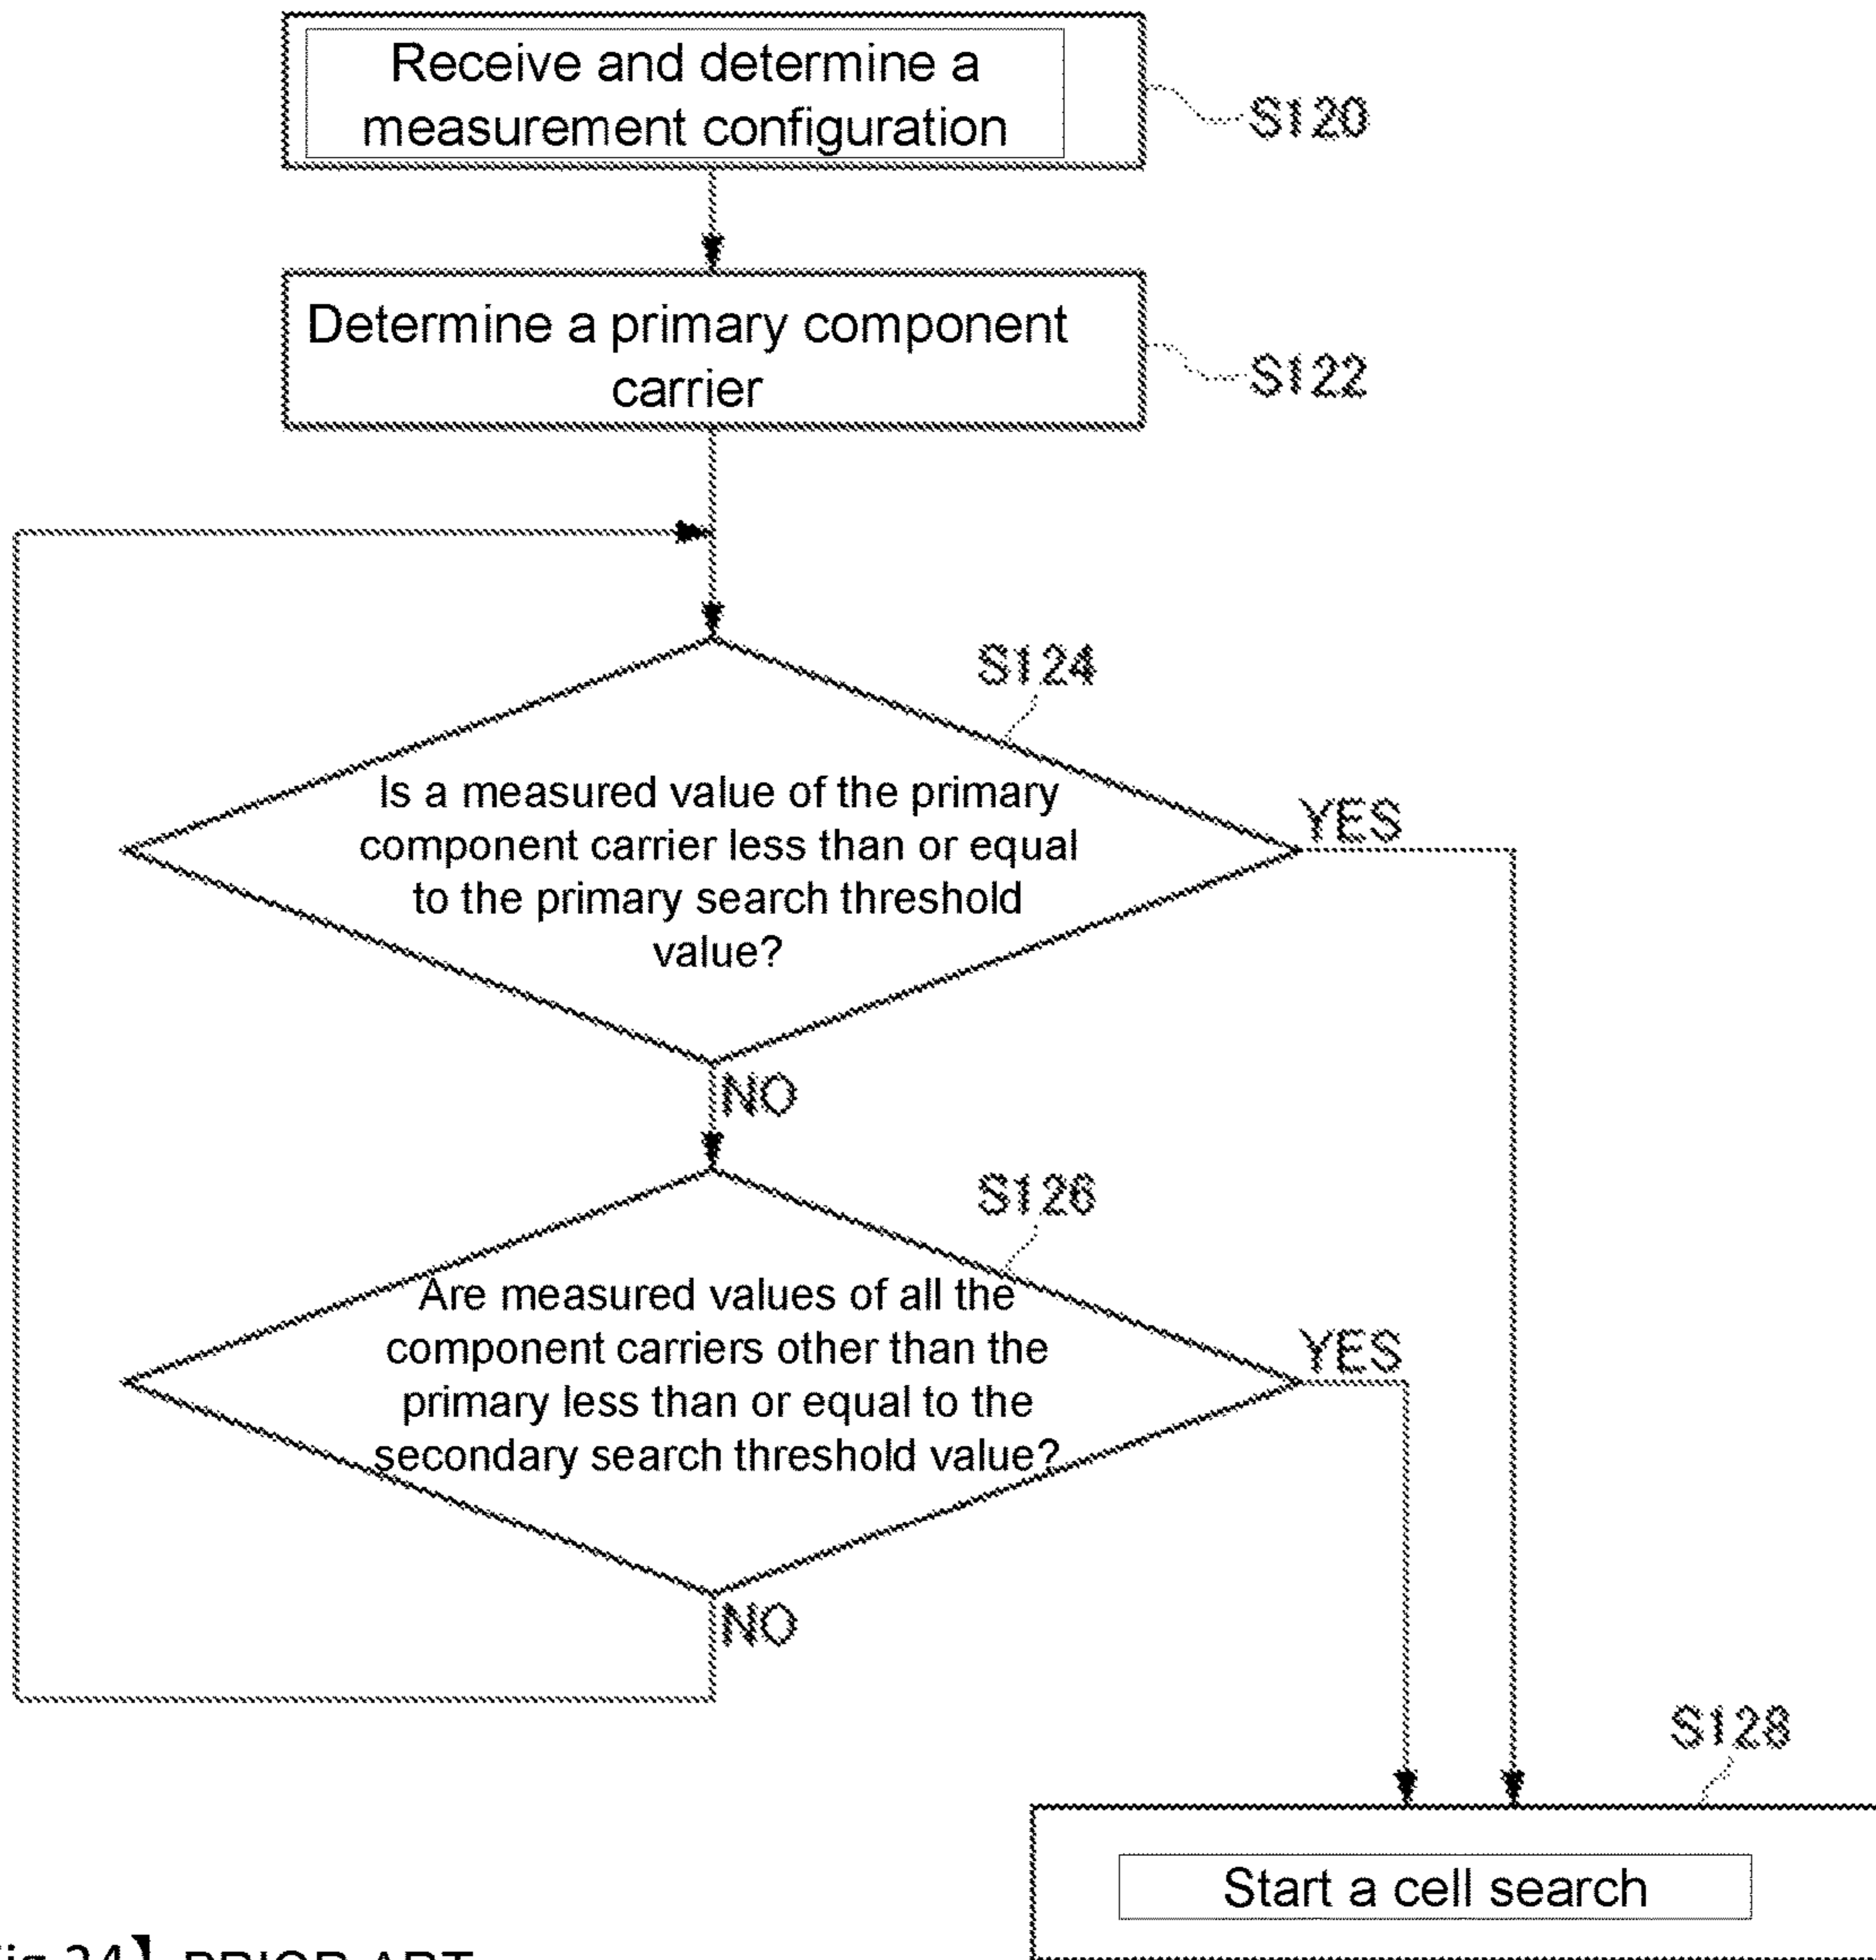 Receive and determine a
measurement configuration
S120
Determine a primary component
carrier
S122
S124
Is a measured value of the primary
component carrier less than or equal
to the primary search threshold
value?
YES
NO
S126
Are measured values of all the
component carriers other than the
primary less than or equal to the
secondary search threshold value?
YES
NO
S128
Start a cell search